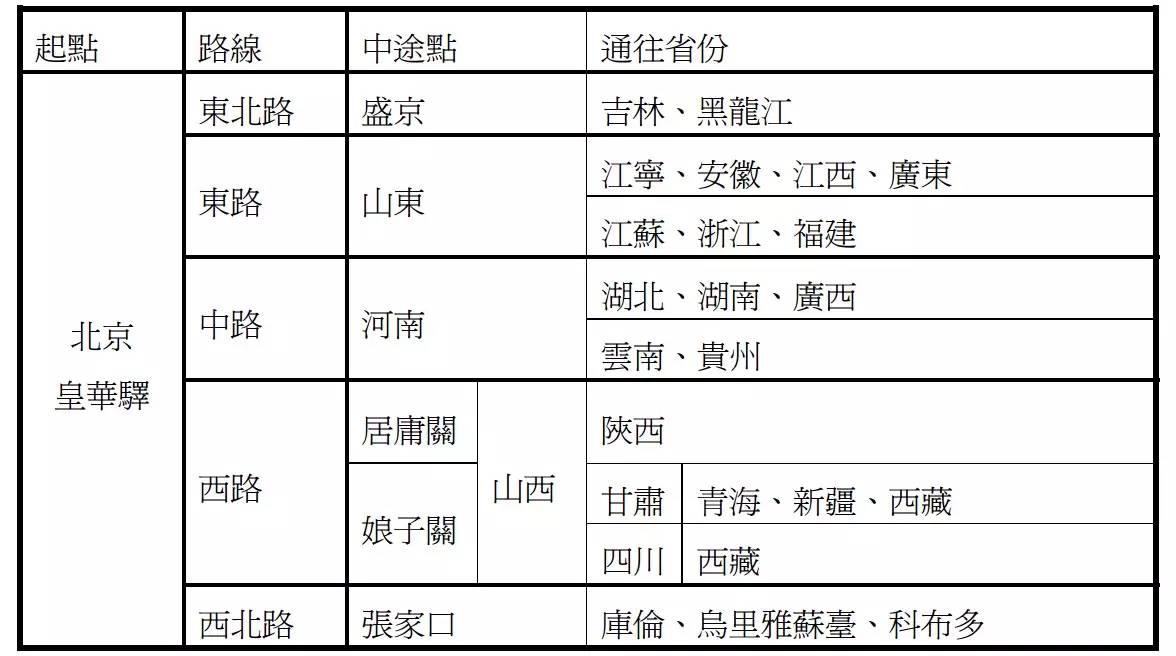 起點 路線 中途點 通往省份
北京
皇華驛
東北路 盛京 吉林、黑龍江
東路 山東 江寧、安徽、江西、廣東
江蘇、浙江、福建
中路 河南 湖北、湖南、廣西
雲南、貴州
西路 居庸關 山西 陝西
娘子關 甘肅 青海、新疆、西藏
四川 西藏
西北路 張家口 庫倫、烏里雅蘇臺、科布多